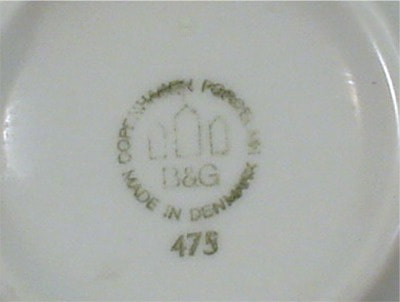 COPENHAGEN PORCELAIN
B&G
MADE IN DENMARK
475